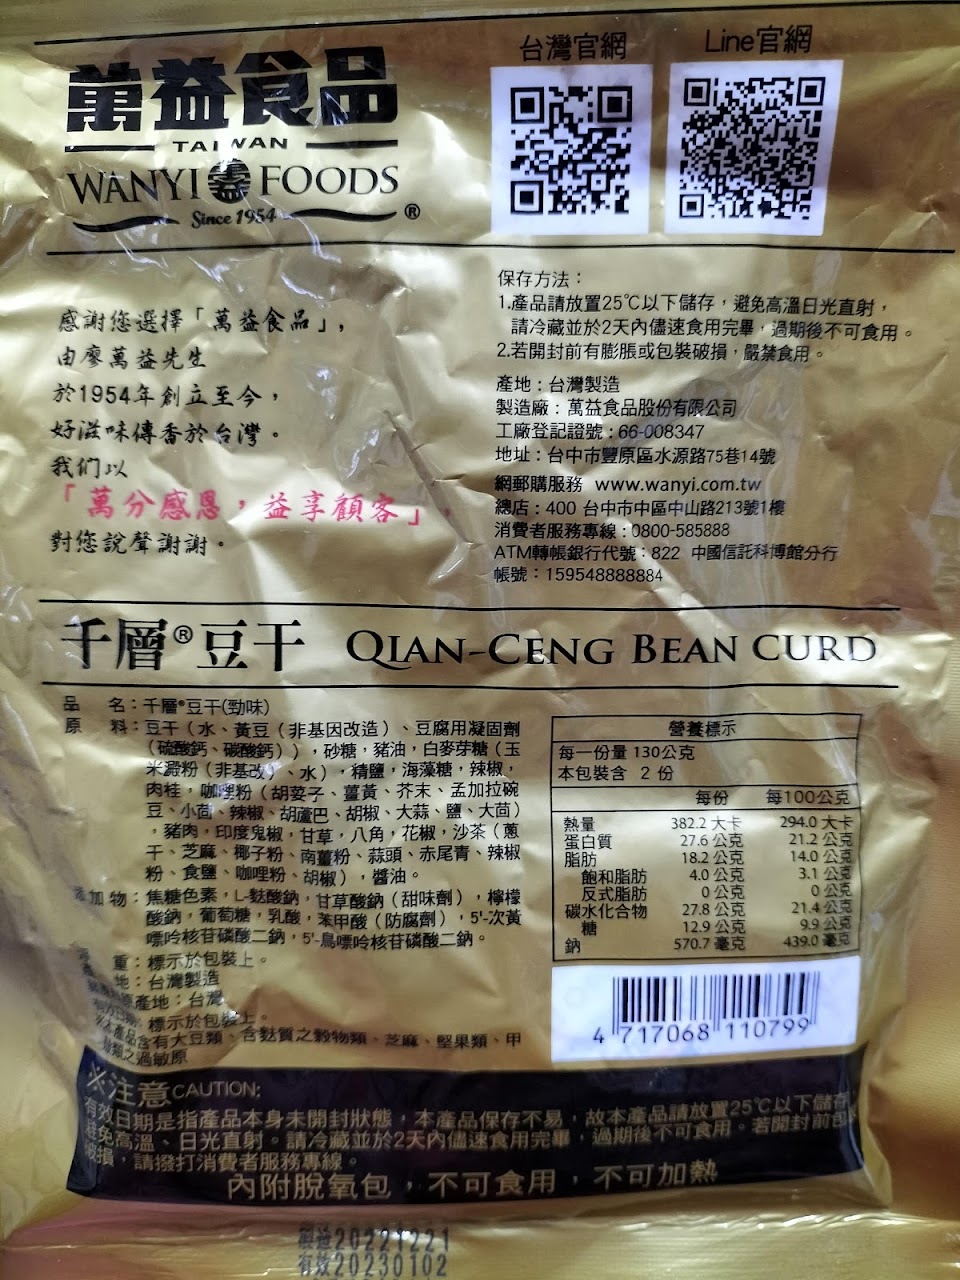 萬益食品
TAIWAN
WANYI FOODS
Since 1954
®
台灣官網
Line官網
感謝您選擇「萬益食品」，
由廖萬益先生
於1954年創立至今，
好滋味傳香於台灣。
我們以
「萬分感恩，益享顧客」，
對您說聲謝謝。
保存方法：
1.產品請放置25℃以下儲存，避免高溫日光直射，
請冷藏並於2天內儘速食用完畢，過期後不可食用。
2.若開封前有膨脹或包裝破損，嚴禁食用。
產地：台灣製造
製造廠：萬益食品股份有限公司
工廠登記證號：66-008347
地址：台中市豐原區水源路75巷14號
網郵購服務 www.wanyi.com.tw
總店：400 台中市中區中山路213號1樓
消費者服務專線：0800-585888
ATM轉帳銀行代號：822 中國信託科博館分行
帳號：159548888884
千層®豆干 QIAN-CENG BEAN CURD
品 名：千層®豆干(勁味)
原 料：豆干（水、黃豆（非基因改造）、豆腐用凝固劑
（硫酸鈣、碳酸鈣）），砂糖，豬油，白麥芽糖（玉
米澱粉（非基改）、水），精鹽，海藻糖，辣椒，
肉桂，咖哩粉（胡荽子、薑黃、芥末、孟加拉碗
豆、小茴、辣椒、胡蘆巴、胡椒、大蒜、鹽、大茴）
，豬肉，印度鬼椒，甘草，八角，花椒，沙茶（蔥
干、芝麻、椰子粉、南薑粉、蒜頭、赤尾青、辣椒
粉、食鹽、咖哩粉、胡椒），醬油。
添加物：焦糖色素，L-麩酸鈉，甘草酸鈉（甜味劑），檸檬
酸鈉，葡萄糖，乳酸，苯甲酸（防腐劑），5'-次黃
嘌呤核苷磷酸二鈉，5'-鳥嘌呤核苷磷酸二鈉。
重：標示於包裝上。
地：台灣製造
原產地：台灣
標示於包裝上。
※本產品含有大豆類、含麩質之穀物類、芝麻、堅果類、甲
殼類之過敏原
營養標示
每一份量 130公克
本包裝含 2 份
每份 每100公克
熱量 382.2 大卡 294.0 大卡
蛋白質 27.6 公克 21.2 公克
脂肪 18.2 公克 14.0 公克
飽和脂肪 4.0 公克 3.1 公克
反式脂肪 0 公克 0 公克
碳水化合物 27.8 公克 21.4 公克
糖 12.9 公克 9.9 公克
鈉 570.7 毫克 439.0 毫克
4 717068 110799
※注意CAUTION:
有效日期是指產品本身未開封狀態，本產品保存不易，故本產品請放置25℃以下儲存
避免高溫、日光直射。請冷藏並於2天內儘速食用完畢，過期後不可食用。若開封前包
破損，請撥打消費者服務專線。
內附脫氧包，不可食用，不可加熱
製造20221221
有效20230102